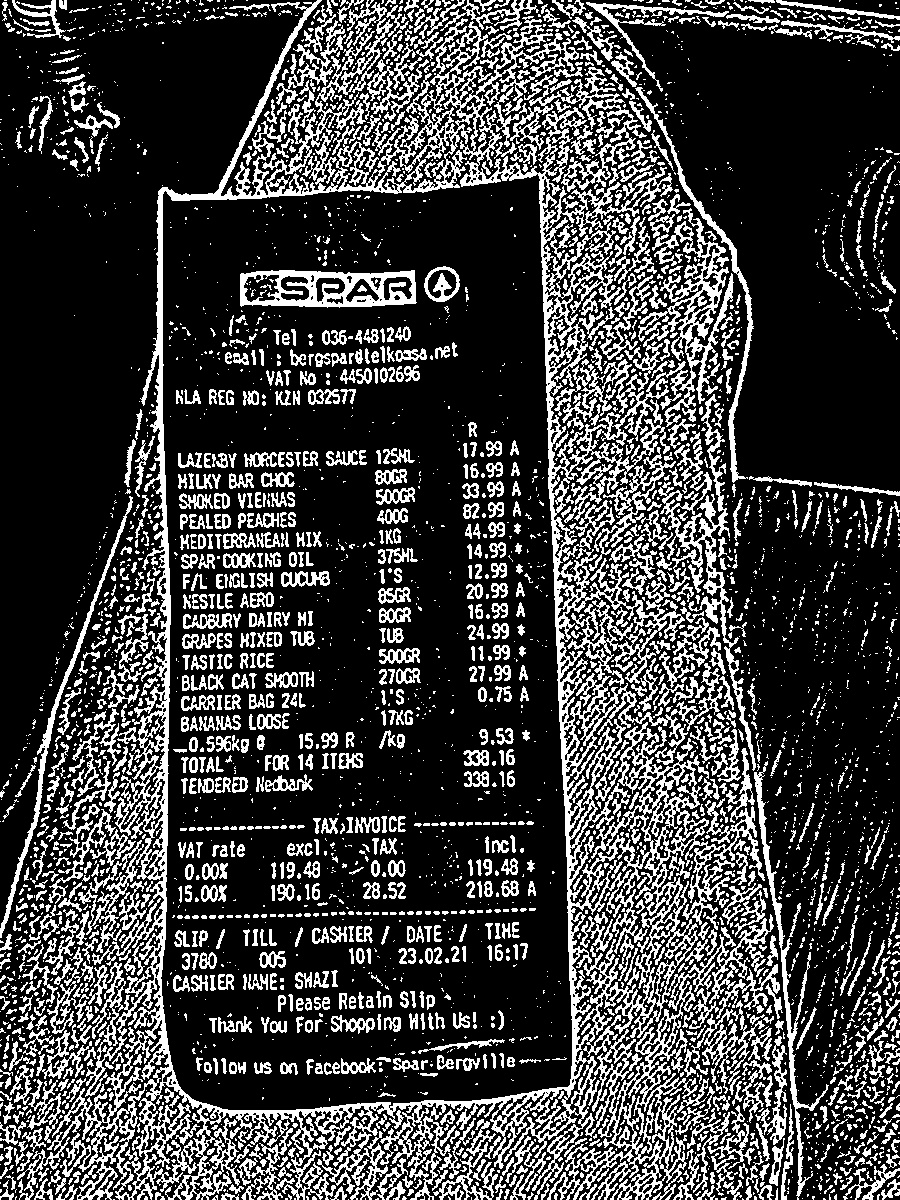 SPAR
Tel : 036-4481240
email : bergspar@telkomsa.net
VAT No : 4450102696
NLA REG NO: KZN 032577
R
LAZENBY WORCESTER SAUCE 125ML 17.99 A
MILKY BAR CHOC 80GR 16.99 A
SMOKED VIENNAS 500GR 33.99 A
PEALED PEACHES 400G 82.99 A
MEDITERRANEAN MIX 1KG 44.99 *
SPAR COOKING OIL 375ML 14.99 *
F/L ENGLISH CUCUMB 1'S 12.99 *
NESTLE AERO 85GR 20.99 A
CADBURY DAIRY MI 80GR 16.99 A
GRAPES MIXED TUB TUB 24.99 *
TASTIC RICE 500GR 11.99 *
BLACK CAT SMOOTH 270GR 27.99 A
CARRIER BAG 24L 1'S 0.75 A
BANANAS LOOSE 17KG
0.596kg @ 15.99 R /kg 9.53 *
TOTAL FOR 14 ITEMS 338.16
TENDERED Nedbank 338.16
------------- TAX INVOICE -------------
VAT rate excl. TAX incl.
0.00% 119.48 0.00 119.48 *
15.00% 190.16 28.52 218.68 A
SLIP / TILL / CASHIER / DATE / TIME
3780 005 101 23.02.21 16:17
CASHIER NAME: SWAZI
Please Retain Slip
Thank You For Shopping With Us! :)
Follow us on Facebook: Spar Bergville